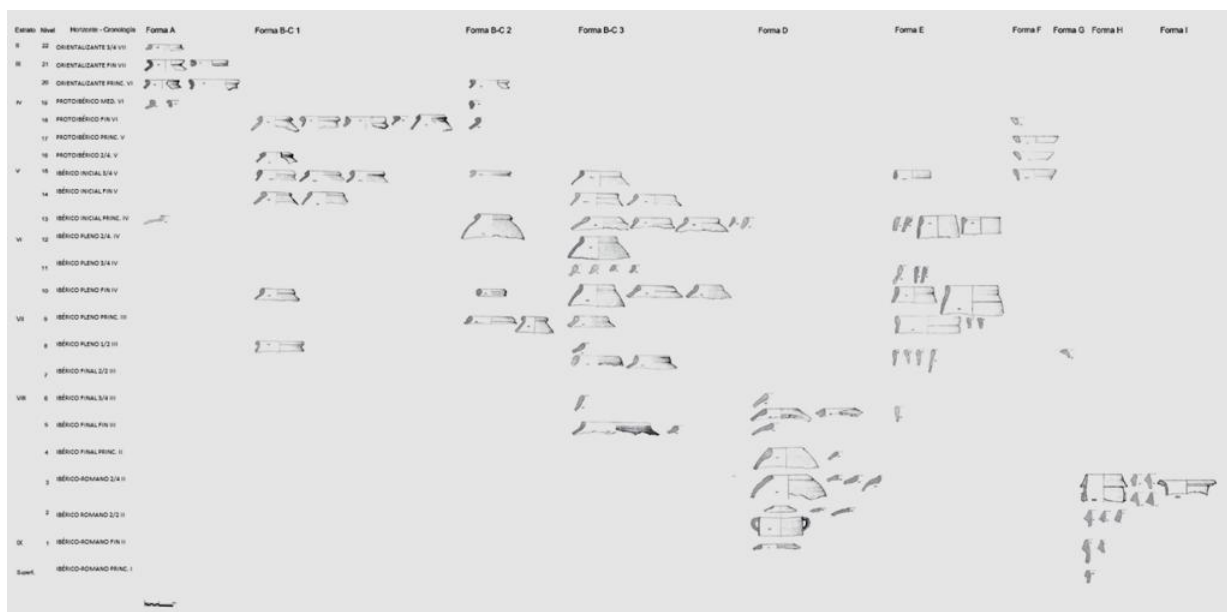 Estrato Nivel Horizonte - Cronología Forma A Forma B-C 1 Forma B-C 2 Forma B-C 3 Forma D Forma E Forma F Forma G Forma H Forma I
II 22 ORIENTALIZANTE 3/4 VII
III 21 ORIENTALIZANTE FIN VII
20 ORIENTALIZANTE PRINC. VI
IV 19 PROTOIBÉRICO MED. VI
18 PROTOIBÉRICO FIN VI
17 PROTOIBÉRICO PRINC. V
16 PROTOIBÉRICO 2/4. V
V 15 IBÉRICO INICIAL 3/4 V
14 IBÉRICO INICIAL FIN V
13 IBÉRICO INICIAL PRINC. IV
VI 12 IBÉRICO PLENO 2/4. IV
11 IBÉRICO PLENO 3/4 IV
10 IBÉRICO PLENO FIN IV
VII 9 IBÉRICO PLENO PRINC. III
8 IBÉRICO PLENO 1/2 III
7 IBÉRICO FINAL 2/2 III
VIII 6 IBÉRICO FINAL 3/4 III
5 IBÉRICO FINAL FIN III
4 IBÉRICO FINAL PRINC. II
3 IBÉRICO-ROMANO 2/4 II
2 IBÉRICO ROMANO 2/2 II
IX 1 IBÉRICO-ROMANO FIN II
Superf. IBÉRICO-ROMANO PRINC. I